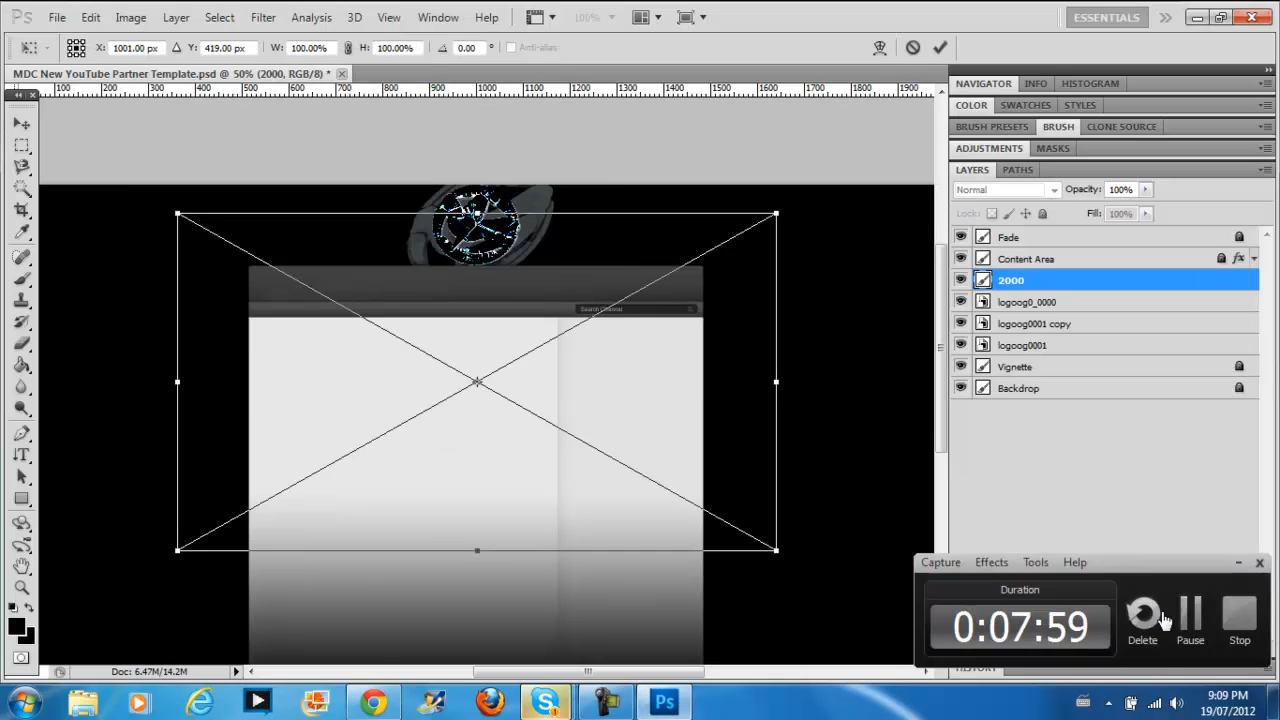 Ps File Edit Image Layer Select Filter Analysis 3D View Window Help 100% ESSENTIALS
X: 1001.00 px Y: 419.00 px W: 100.00% H: 100.00% 0.00 ° Anti-alias
MDC New YouTube Partner Template.psd @ 50% (2000, RGB/8) *
100 200 300 400 500 600 700 800 900 1000 1100 1200 1300 1400 1500 1600 1700 1800 1900
NAVIGATOR INFO HISTOGRAM
COLOR SWATCHES STYLES
BRUSH PRESETS BRUSH CLONE SOURCE
ADJUSTMENTS MASKS
LAYERS PATHS
Normal Opacity: 100%
Lock: Fill: 100%
Fade
Content Area fx
2000
logoog0_0000
logoog0001 copy
logoog0001
Vignette
Backdrop
Search Channel
Capture Effects Tools Help
Duration
0:07:59
Delete Pause Stop
HISTORY
Doc: 6.47M/14.2M
Ps
9:09 PM
19/07/2012